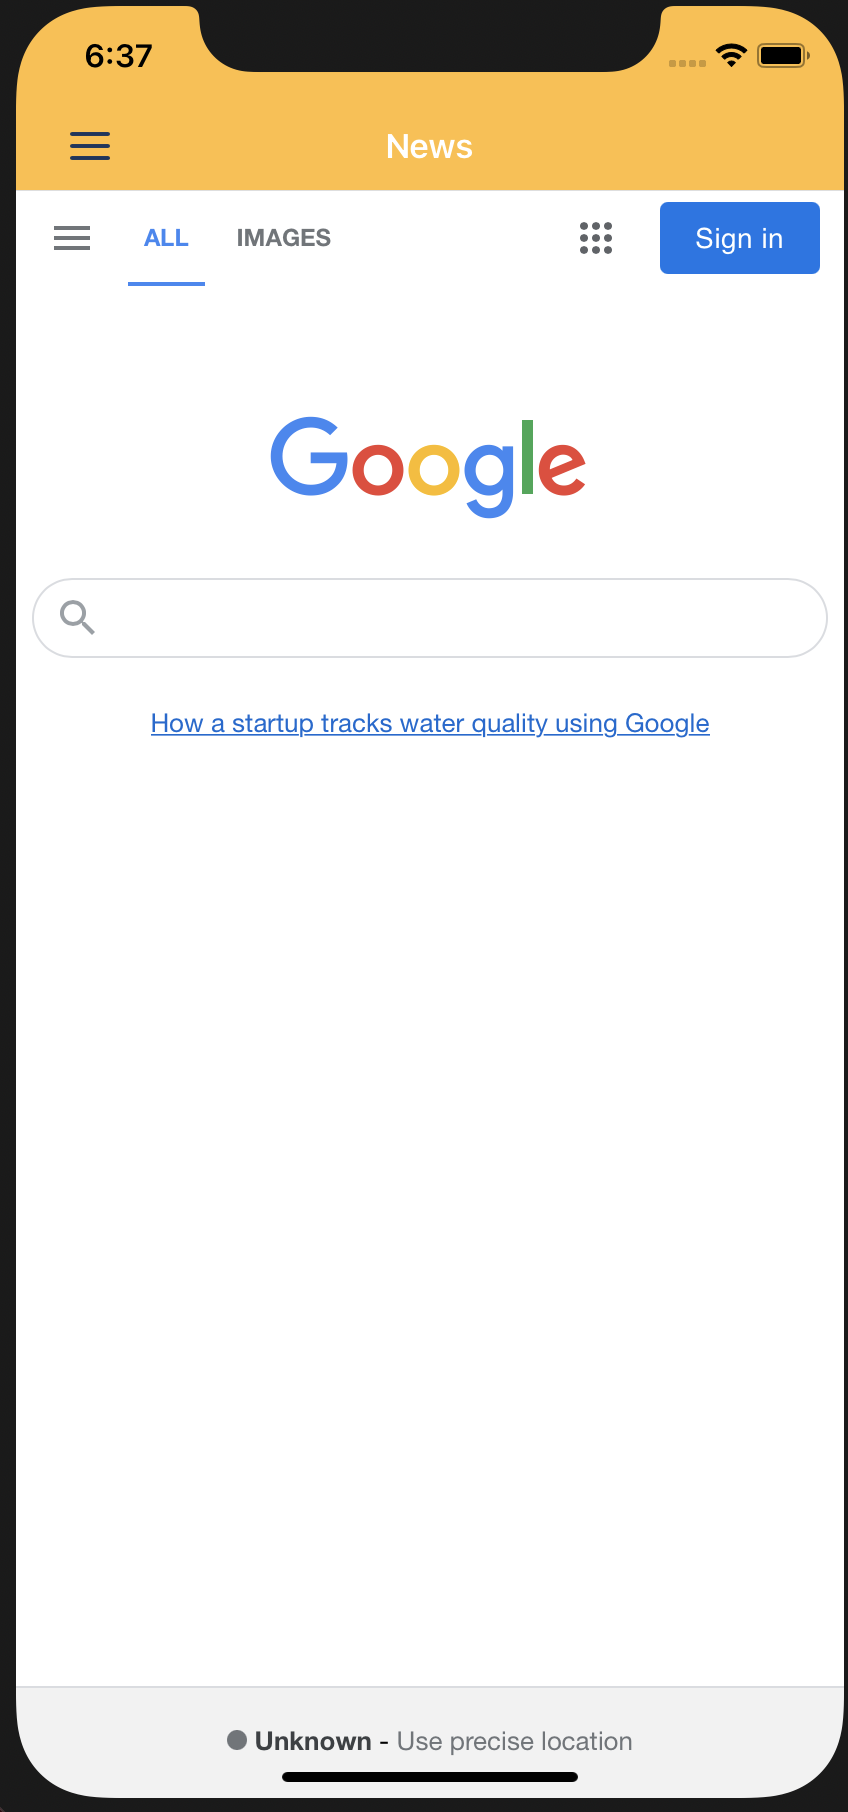 6:37
News
ALL IMAGES Sign in
Google
How a startup tracks water quality using Google
Unknown - Use precise location